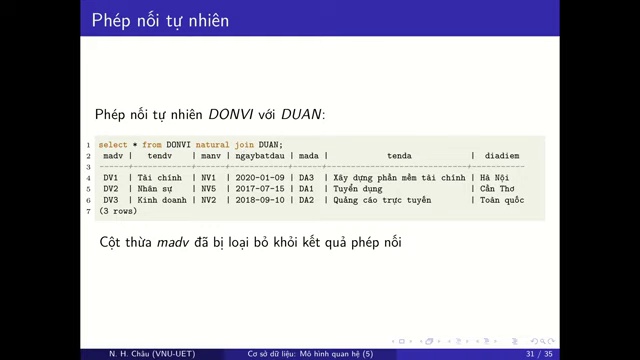 Phép nối tự nhiên
Phép nối tự nhiên DONVI với DUAN:
1 select * from DONVI natural join DUAN;
2 madv | tendv | manv | ngaybatdau | mada | tenda | diadiem
3 ------+------------+------+------------+------+-----------------------------+-----------
4 DV1 | Tài chính | NV1 | 2020-01-09 | DA3 | Xây dựng phần mềm tài chính | Hà Nội
5 DV2 | Nhân sự | NV5 | 2017-07-15 | DA1 | Tuyển dụng | Cần Thơ
6 DV3 | Kinh doanh | NV2 | 2018-09-10 | DA2 | Quảng cáo trực tuyến | Toàn quốc
7 (3 rows)
Cột thừa madv đã bị loại bỏ khỏi kết quả phép nối
N. H. Châu (VNU-UET) Cơ sở dữ liệu: Mô hình quan hệ (5) 31 / 35